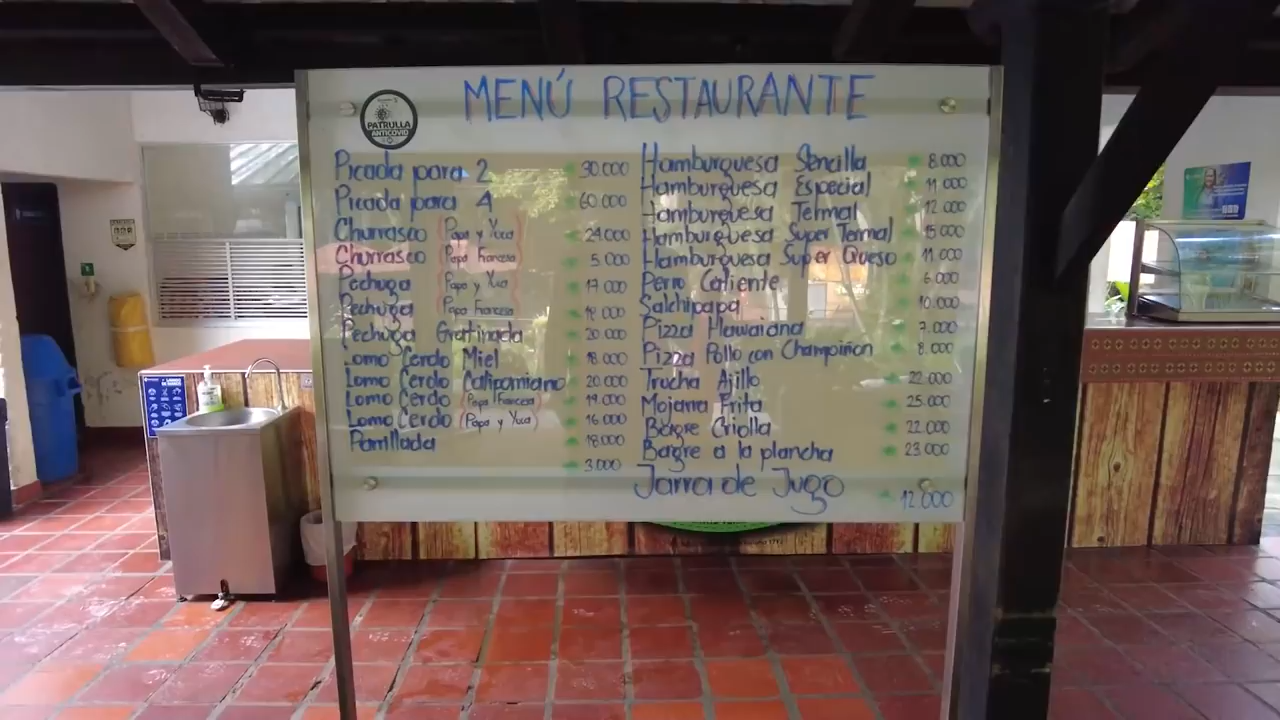 MENÚ RESTAURANTE
PATRULLA
ANTICOVID
Picada para 2 30.000
Picada para 4 60.000
Churrasco (Papa y Yuca) 24.000
Churrasco (Papa Francesa) 5.000
Pechuga (Papa y Yuca) 17.000
Pechuga (Papa Francesa)
Pechuga Gratinada 20.000
Lomo Cerdo Miel 18.000
Lomo Cerdo Californiano 20.000
Lomo Cerdo (Papa Francesa) 19.000
Lomo Cerdo (Papa y Yuca) 16.000
Parrillada 18.000
3.000
Hamburguesa Sencilla 8.000
Hamburguesa Especial 11.000
Hamburguesa Termal 12.000
Hamburguesa Super Termal 15.000
Hamburguesa Super Queso 11.000
Perro Caliente 6.000
Salchipapa 10.000
Pizza Hawaiana 7.000
Pizza Pollo con Champiñon 8.000
Trucha Ajillo 22.000
Mojarra Frita 25.000
Bagre Criolla 22.000
Bagre a la plancha 23.000
Jarra de Jugo 12.000